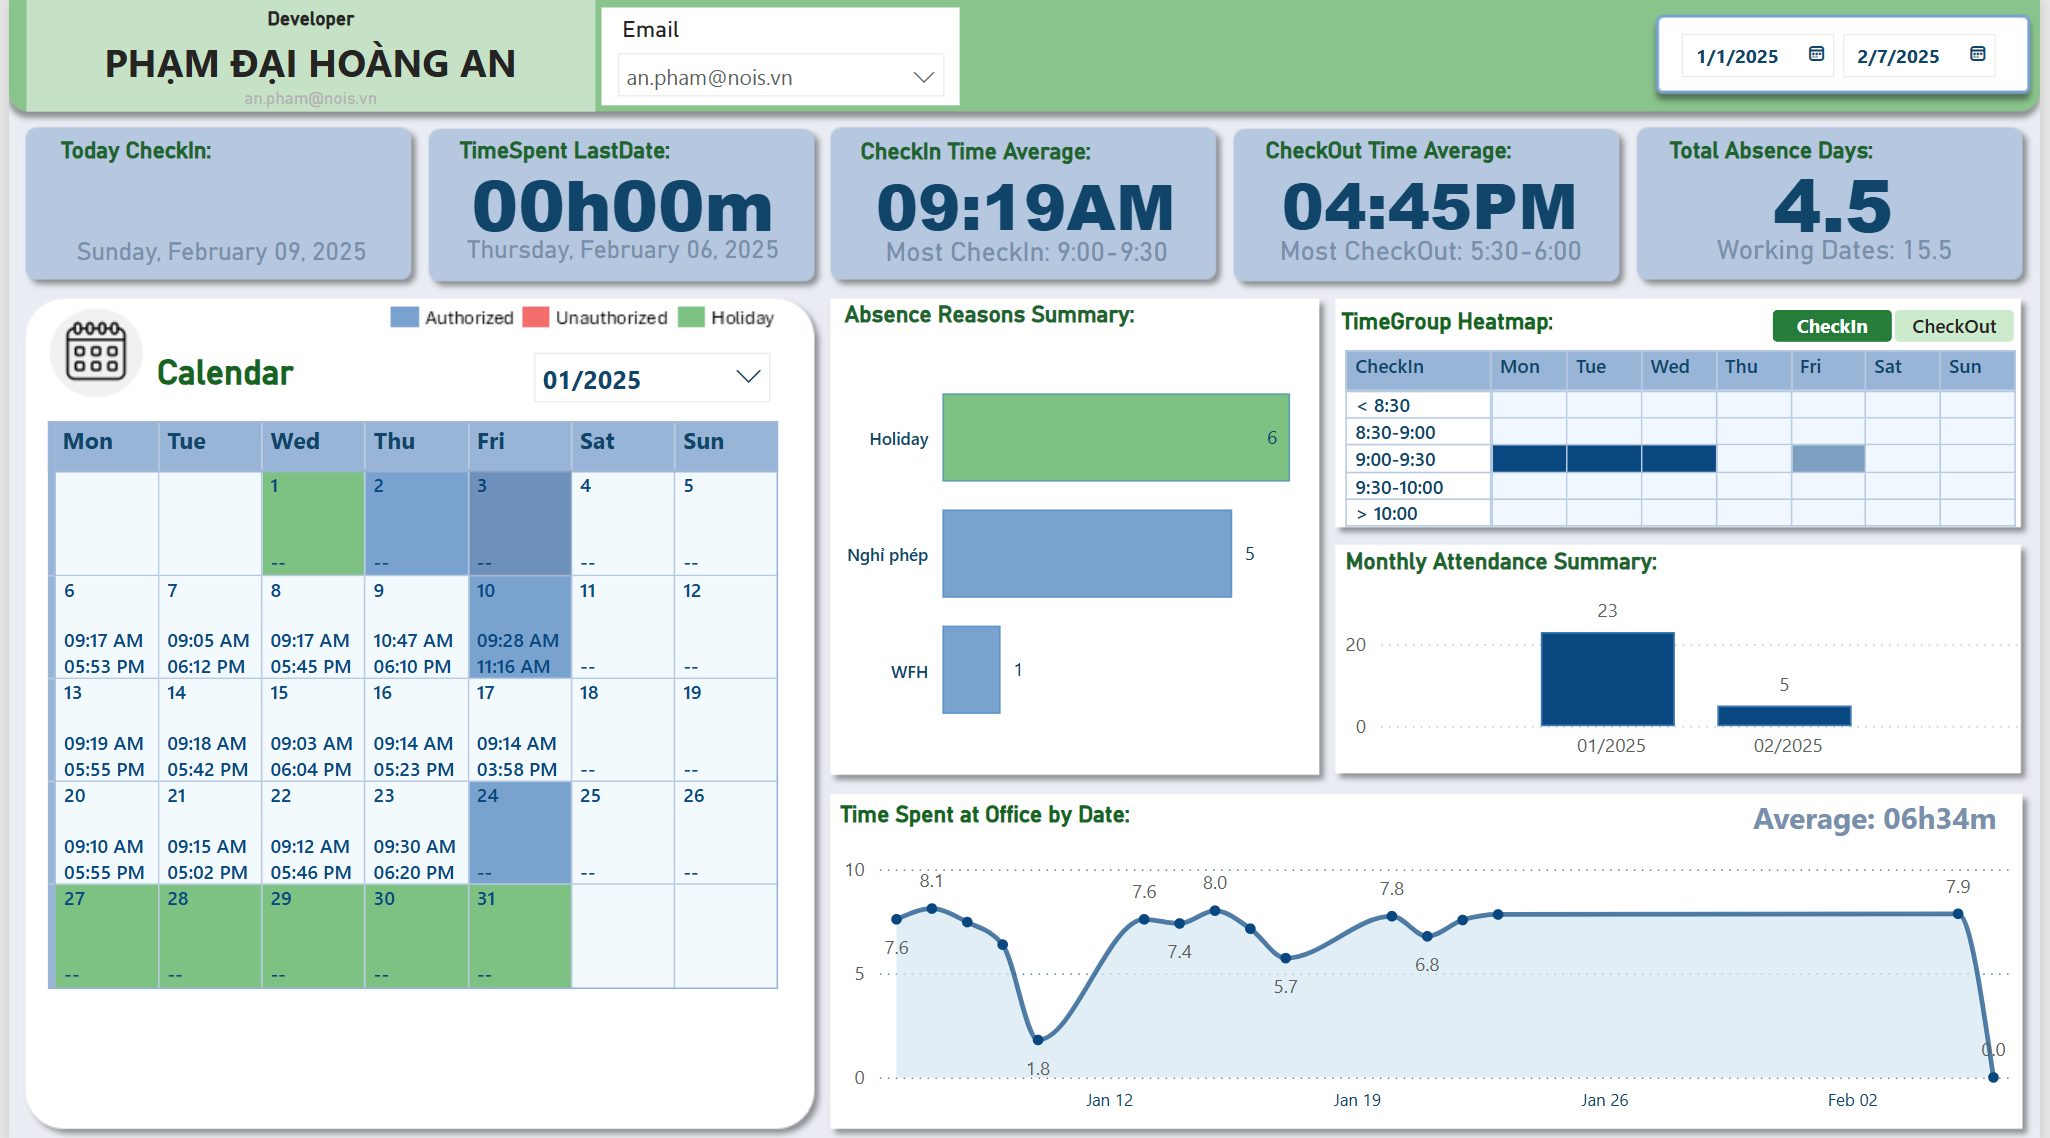 Developer
PHẠM ĐẠI HOÀNG AN
an.pham@nois.vn
Email
an.pham@nois.vn
1/1/2025
2/7/2025
Today CheckIn:
Sunday, February 09, 2025
TimeSpent LastDate:
00h00m
Thursday, February 06, 2025
CheckIn Time Average:
09:19AM
Most CheckIn: 9:00-9:30
CheckOut Time Average:
04:45PM
Most CheckOut: 5:30-6:00
Total Absence Days:
4.5
Working Dates: 15.5
Authorized Unauthorized Holiday
Calendar
01/2025
Mon Tue Wed Thu Fri Sat Sun
1 2 3 4 5
-- -- -- -- --
6 7 8 9 10 11 12
09:17 AM 09:05 AM 09:17 AM 10:47 AM 09:28 AM
05:53 PM 06:12 PM 05:45 PM 06:10 PM 11:16 AM -- --
13 14 15 16 17 18 19
09:19 AM 09:18 AM 09:03 AM 09:14 AM 09:14 AM
05:55 PM 05:42 PM 06:04 PM 05:23 PM 03:58 PM -- --
20 21 22 23 24 25 26
09:10 AM 09:15 AM 09:12 AM 09:30 AM
05:55 PM 05:02 PM 05:46 PM 06:20 PM -- -- --
27 28 29 30 31
-- -- -- -- --
Absence Reasons Summary:
Holiday 6
Nghỉ phép 5
WFH 1
TimeGroup Heatmap:
CheckIn CheckOut
CheckIn Mon Tue Wed Thu Fri Sat Sun
< 8:30
8:30-9:00
9:00-9:30
9:30-10:00
> 10:00
Monthly Attendance Summary:
23
20
5
0
01/2025 02/2025
Time Spent at Office by Date:
Average: 06h34m
10
8.1 7.6 8.0 7.8 7.9
7.6 7.4 6.8
5
5.7
0.0
1.8
0
Jan 12 Jan 19 Jan 26 Feb 02